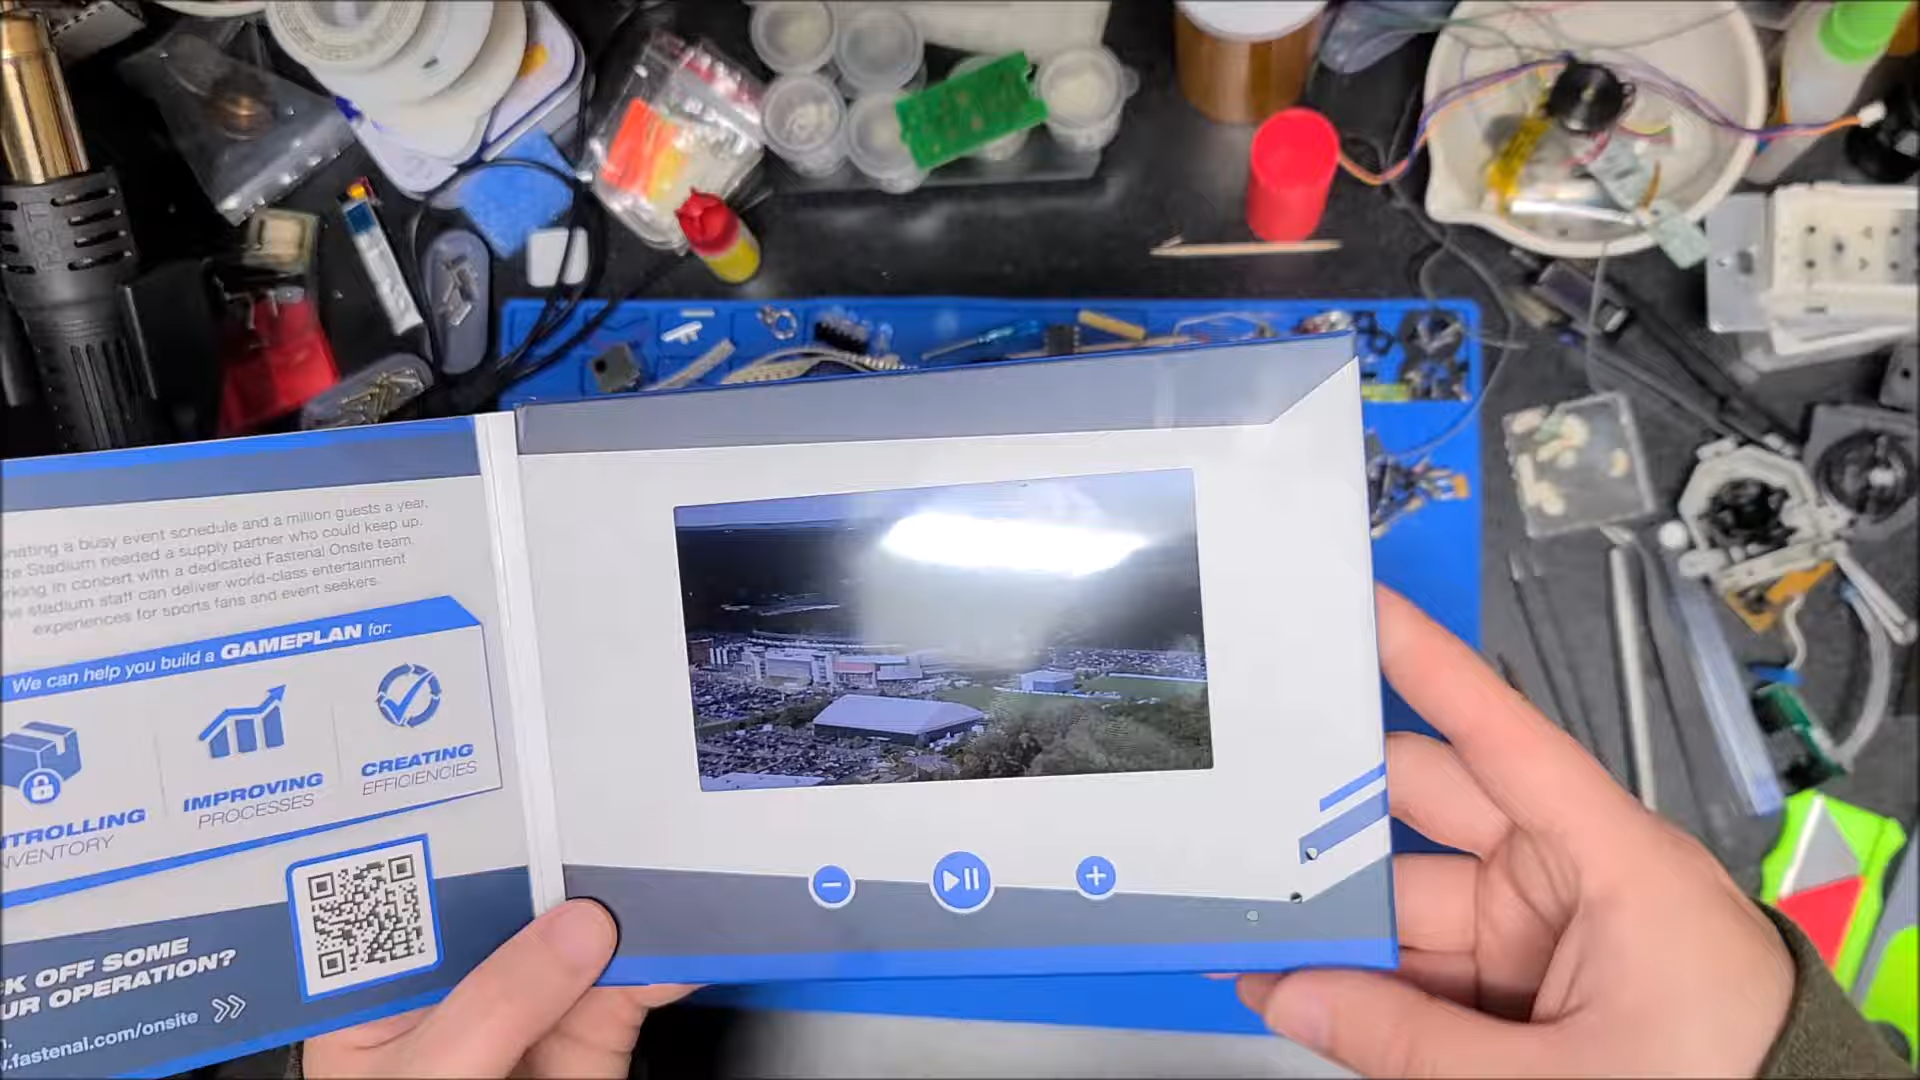 nating a busy event schedule and a million guests a year,
te Stadium needed a supply partner who could keep up.
rking in concert with a dedicated Fastenal Onsite team,
he stadium staff can deliver world-class entertainment
experiences for sports fans and event seekers.
We can help you build a GAMEPLAN for:
NTROLLING
NVENTORY
IMPROVING
PROCESSES
CREATING
EFFICIENCIES
CK OFF SOME
UR OPERATION?
n.
w.fastenal.com/onsite